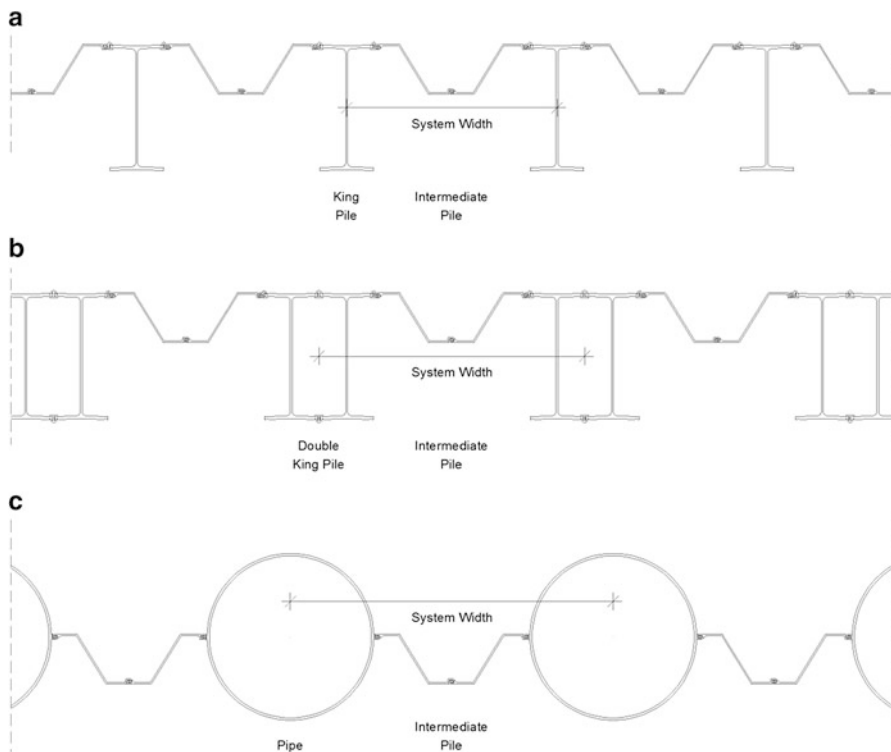 a
System Width
King
Pile
Intermediate
Pile
b
System Width
Double
King Pile
Intermediate
Pile
c
System Width
Pipe
Intermediate
Pile